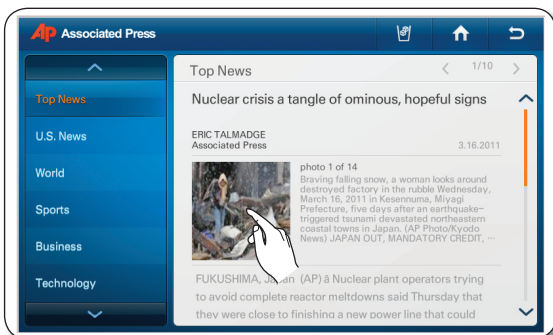 AP Associated Press
Top News
U.S. News
World
Sports
Business
Technology
Top News
1/10
Nuclear crisis a tangle of ominous, hopeful signs
ERIC TALMADGE
Associated Press
3.16.2011
photo 1 of 14
Braving falling snow, a woman looks around
destroyed factory in the rubble Wednesday,
March 16, 2011 in Kesennuma, Miyagi
Prefecture, five days after an earthquake-
triggered tsunami devastated northeastern
coastal towns in Japan. (AP Photo/Kyodo
News) JAPAN OUT, MANDATORY CREDIT, ···
FUKUSHIMA, Japan (AP) â Nuclear plant operators trying
to avoid complete reactor meltdowns said Thursday that
they were close to finishing a new power line that could